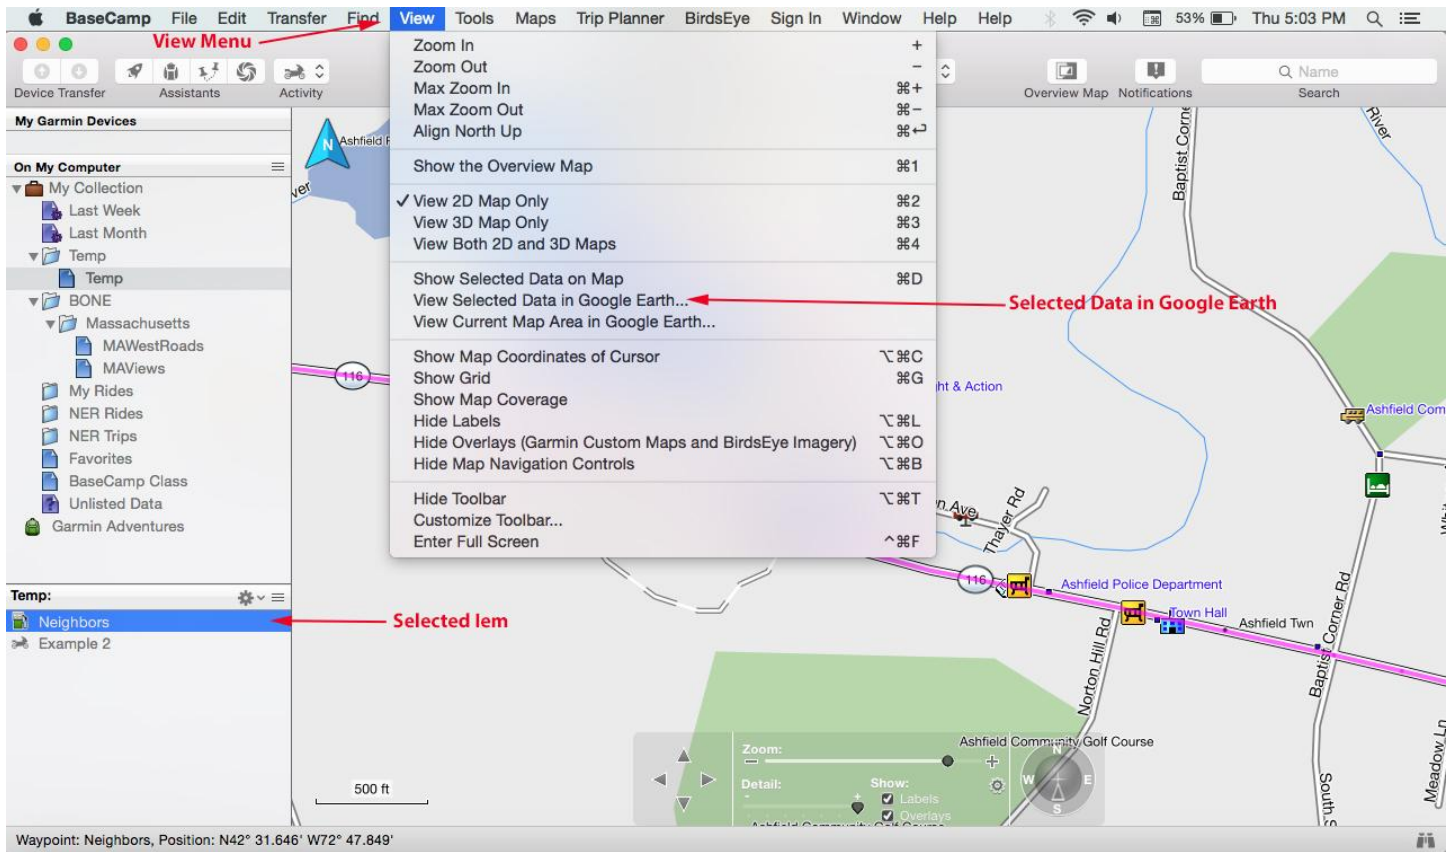 BaseCamp File Edit Transfer Find View Tools Maps Trip Planner BirdsEye Sign In Window Help Help 53% Thu 5:03 PM
View Menu
Device Transfer Assistants Activity
Overview Map Notifications
Name
Search
My Garmin Devices
On My Computer
My Collection
Last Week
Last Month
Temp
Temp
BONE
Massachusetts
MAWestRoads
MAViews
My Rides
NER Rides
NER Trips
Favorites
BaseCamp Class
Unlisted Data
Garmin Adventures
Temp:
Neighbors
Example 2
Selected Iem
Zoom In +
Zoom Out −
Max Zoom In ⌘+
Max Zoom Out ⌘−
Align North Up ⌘↩
Show the Overview Map ⌘1
✓ View 2D Map Only ⌘2
View 3D Map Only ⌘3
View Both 2D and 3D Maps ⌘4
Show Selected Data on Map ⌘D
View Selected Data in Google Earth...
View Current Map Area in Google Earth...
Show Map Coordinates of Cursor ⌥⌘C
Show Grid ⌘G
Show Map Coverage
Hide Labels ⌥⌘L
Hide Overlays (Garmin Custom Maps and BirdsEye Imagery) ⌥⌘O
Hide Map Navigation Controls ⌥⌘B
Hide Toolbar ⌥⌘T
Customize Toolbar...
Enter Full Screen ^⌘F
Selected Data in Google Earth
N
Ashfield
116
River
Baptist Corne
ht & Action
Ashfield Com
Ave
Thayer Rd
116
Ashfield Police Department
Town Hall
Ashfield Twn
Baptist Corner Rd
Norton Hill Rd
Ashfield Community Golf Course
Meadow Ln
South S
Zoom:
Detail:
Show:
Labels
Overlays
N
W E
S
Ashfield Community Golf Course
500 ft
Waypoint: Neighbors, Position: N42° 31.646' W72° 47.849'